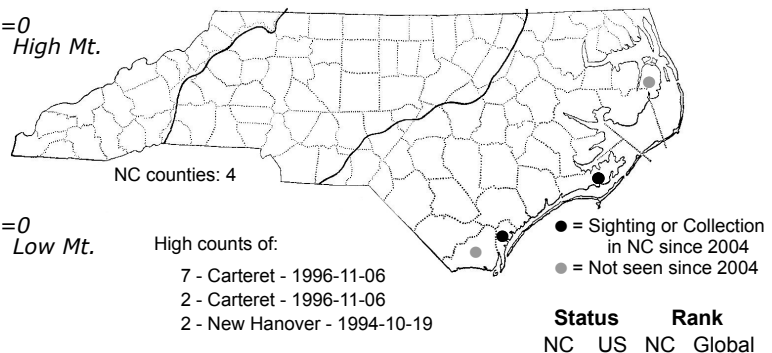 =0
High Mt.
NC counties: 4
=0
Low Mt.
High counts of:
7 - Carteret - 1996-11-06
2 - Carteret - 1996-11-06
2 - New Hanover - 1994-10-19
= Sighting or Collection
in NC since 2004
= Not seen since 2004
Status Rank
NC US NC Global